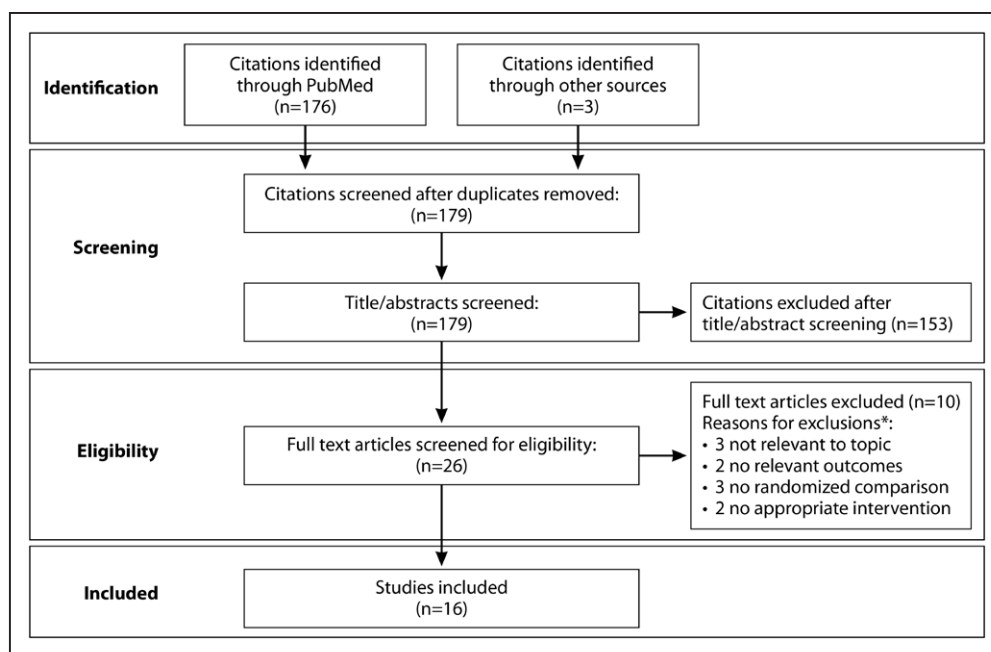 Identification
Citations identified
through PubMed
(n=176)
Citations identified
through other sources
(n=3)
Screening
Citations screened after duplicates removed:
(n=179)
Title/abstracts screened:
(n=179)
Citations excluded after
title/abstract screening (n=153)
Eligibility
Full text articles screened for eligibility:
(n=26)
Full text articles excluded (n=10)
Reasons for exclusions*:
• 3 not relevant to topic
• 2 no relevant outcomes
• 3 no randomized comparison
• 2 no appropriate intervention
Included
Studies included
(n=16)